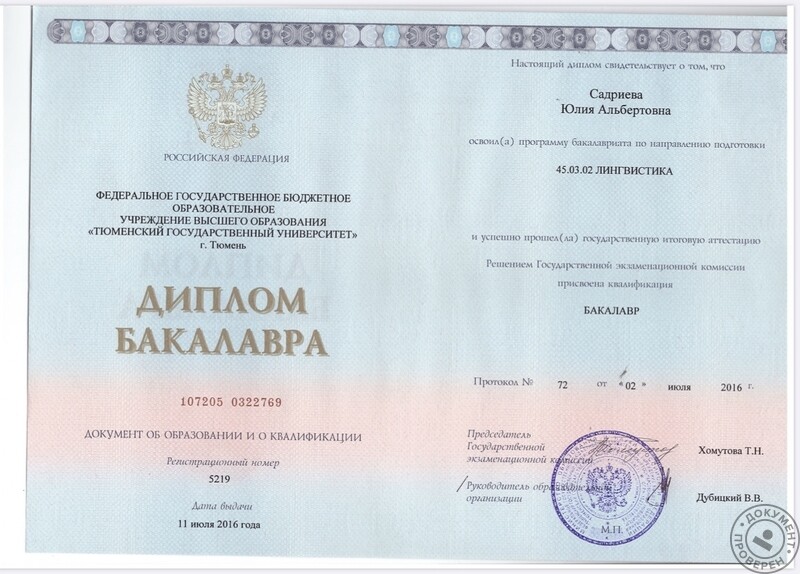 РОССИЙСКАЯ ФЕДЕРАЦИЯ
ФЕДЕРАЛЬНОЕ ГОСУДАРСТВЕННОЕ БЮДЖЕТНОЕ
ОБРАЗОВАТЕЛЬНОЕ
УЧРЕЖДЕНИЕ ВЫСШЕГО ОБРАЗОВАНИЯ
«ТЮМЕНСКИЙ ГОСУДАРСТВЕННЫЙ УНИВЕРСИТЕТ»
г. Тюмень
ДИПЛОМ
БАКАЛАВРА
107205 0322769
ДОКУМЕНТ ОБ ОБРАЗОВАНИИ И О КВАЛИФИКАЦИИ
Регистрационный номер
5219
Дата выдачи
11 июля 2016 года
Настоящий диплом свидетельствует о том, что
Садриева
Юлия Альбертовна
освоил(а) программу бакалавриата по направлению подготовки
45.03.02 ЛИНГВИСТИКА
и успешно прошел(ла) государственную итоговую аттестацию
Решением Государственной экзаменационной комиссии
присвоена квалификация
БАКАЛАВР
Протокол № 72 от « 02 » июля 2016 г.
Председатель
Государственной
экзаменационной комиссии
Хомутова Т.Н.
Руководитель образовательной
организации
Дубицкий В.В.
М.П.
ДОКУМЕНТ ПРОВЕРЕН